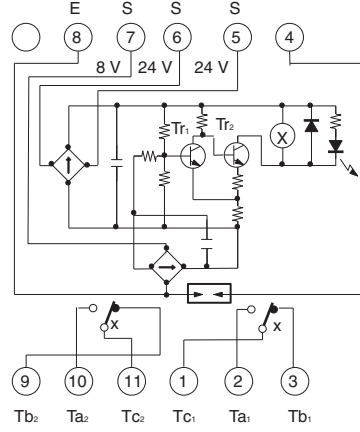 E S S S
8 7 6 5 4
8 V 24 V 24 V
Tr₁ Tr₂
X
X X
9 10 11 1 2 3
Tb₂ Ta₂ Tc₂ Tc₁ Ta₁ Tb₁